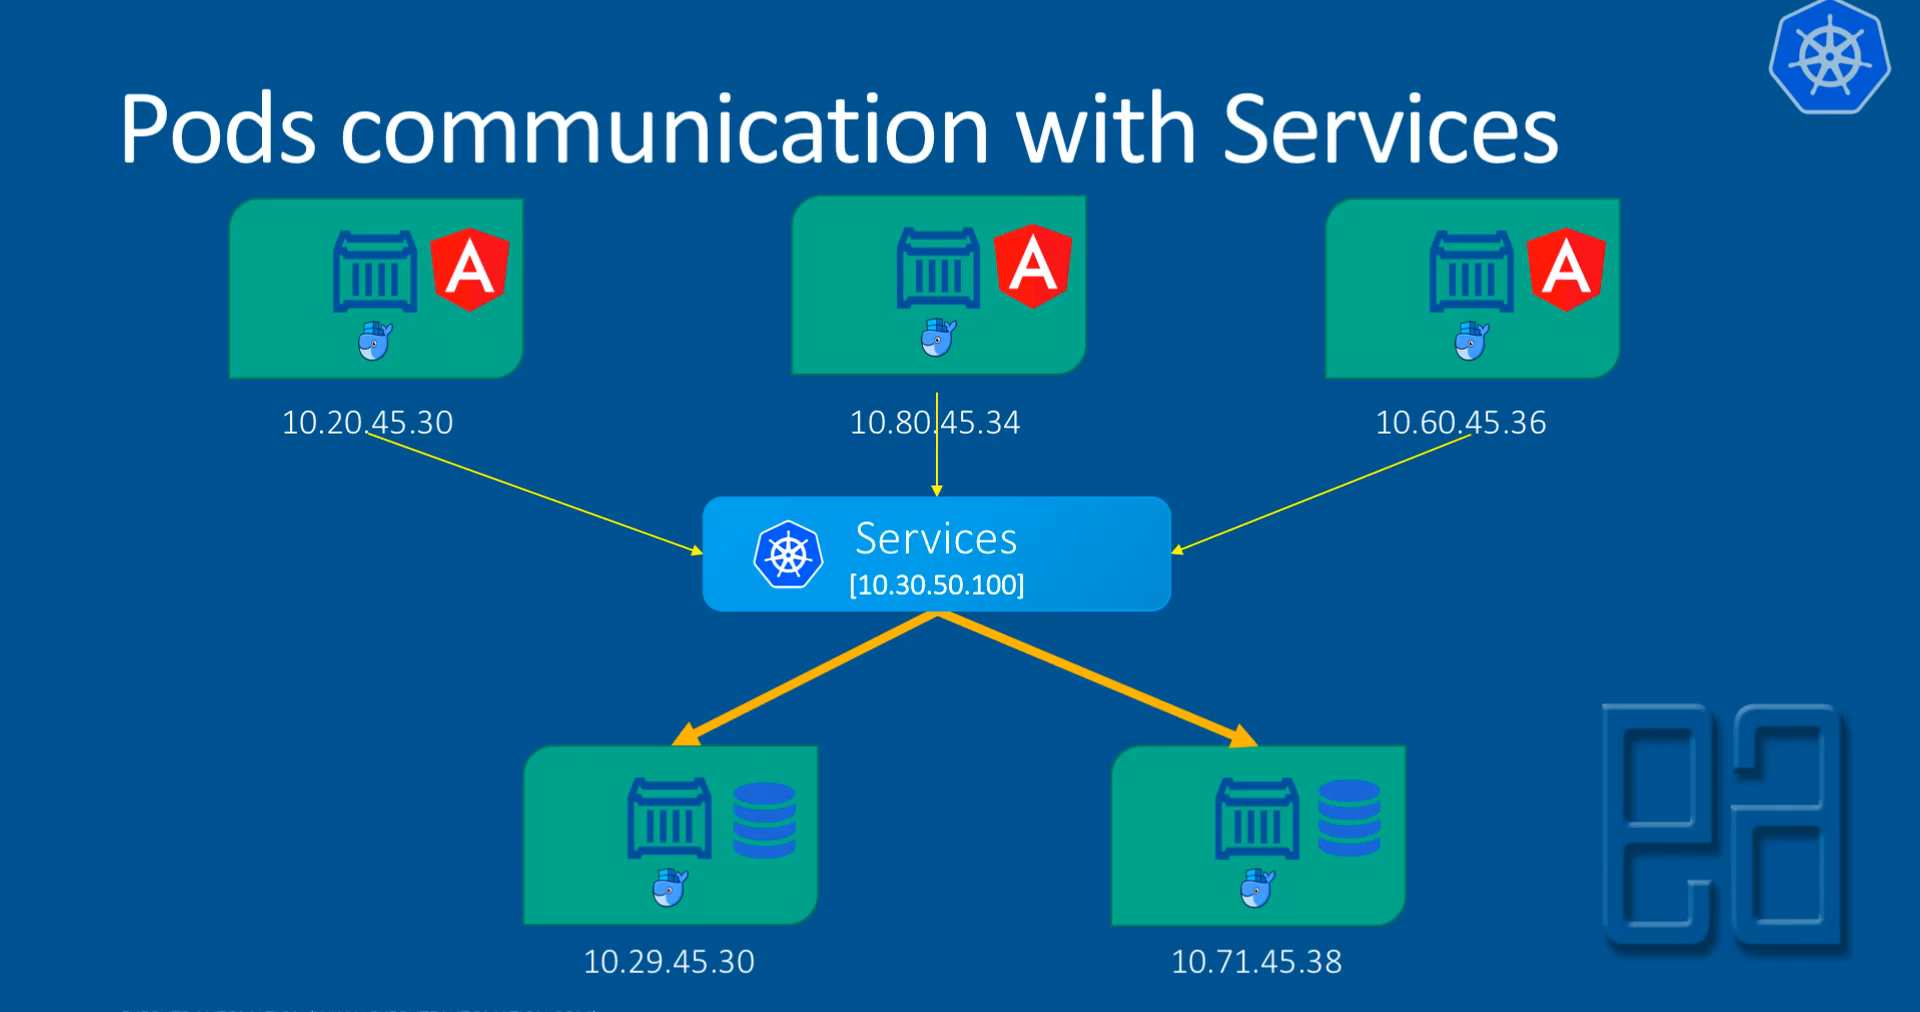 Pods communication with Services
A
A
A
10.20.45.30
10.80.45.34
10.60.45.36
Services
[10.30.50.100]
10.29.45.30
10.71.45.38
ea